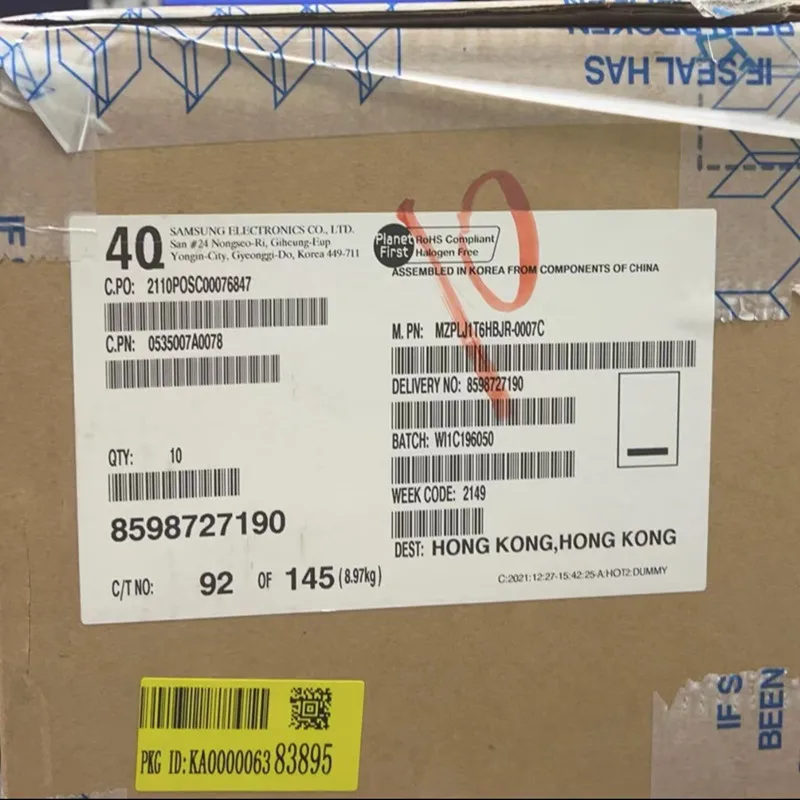 BEEN BROKEN
IF SEAL HAS
IF
4Q
SAMSUNG ELECTRONICS CO., LTD.
San #24 Nongseo-Ri, Giheung-Eup
Yongin-City, Gyeonggi-Do, Korea 449-711
Planet First
RoHS Compliant
Halogen Free
ASSEMBLED IN KOREA FROM COMPONENTS OF CHINA
10
C.PO: 2110POSC00076847
C.PN: 0535007A0078
M. PN: MZPLJ1T6HBJR-0007C
DELIVERY NO: 8598727190
BATCH: WI1C196050
QTY: 10
WEEK CODE: 2149
8598727190
DEST: HONG KONG,HONG KONG
C/T NO: 92 OF 145 (8.97kg)
C:2021:12:27-15:42:25-A:HOT2:DUMMY
PKG ID:KA0000063 83895
IF S
BEEN